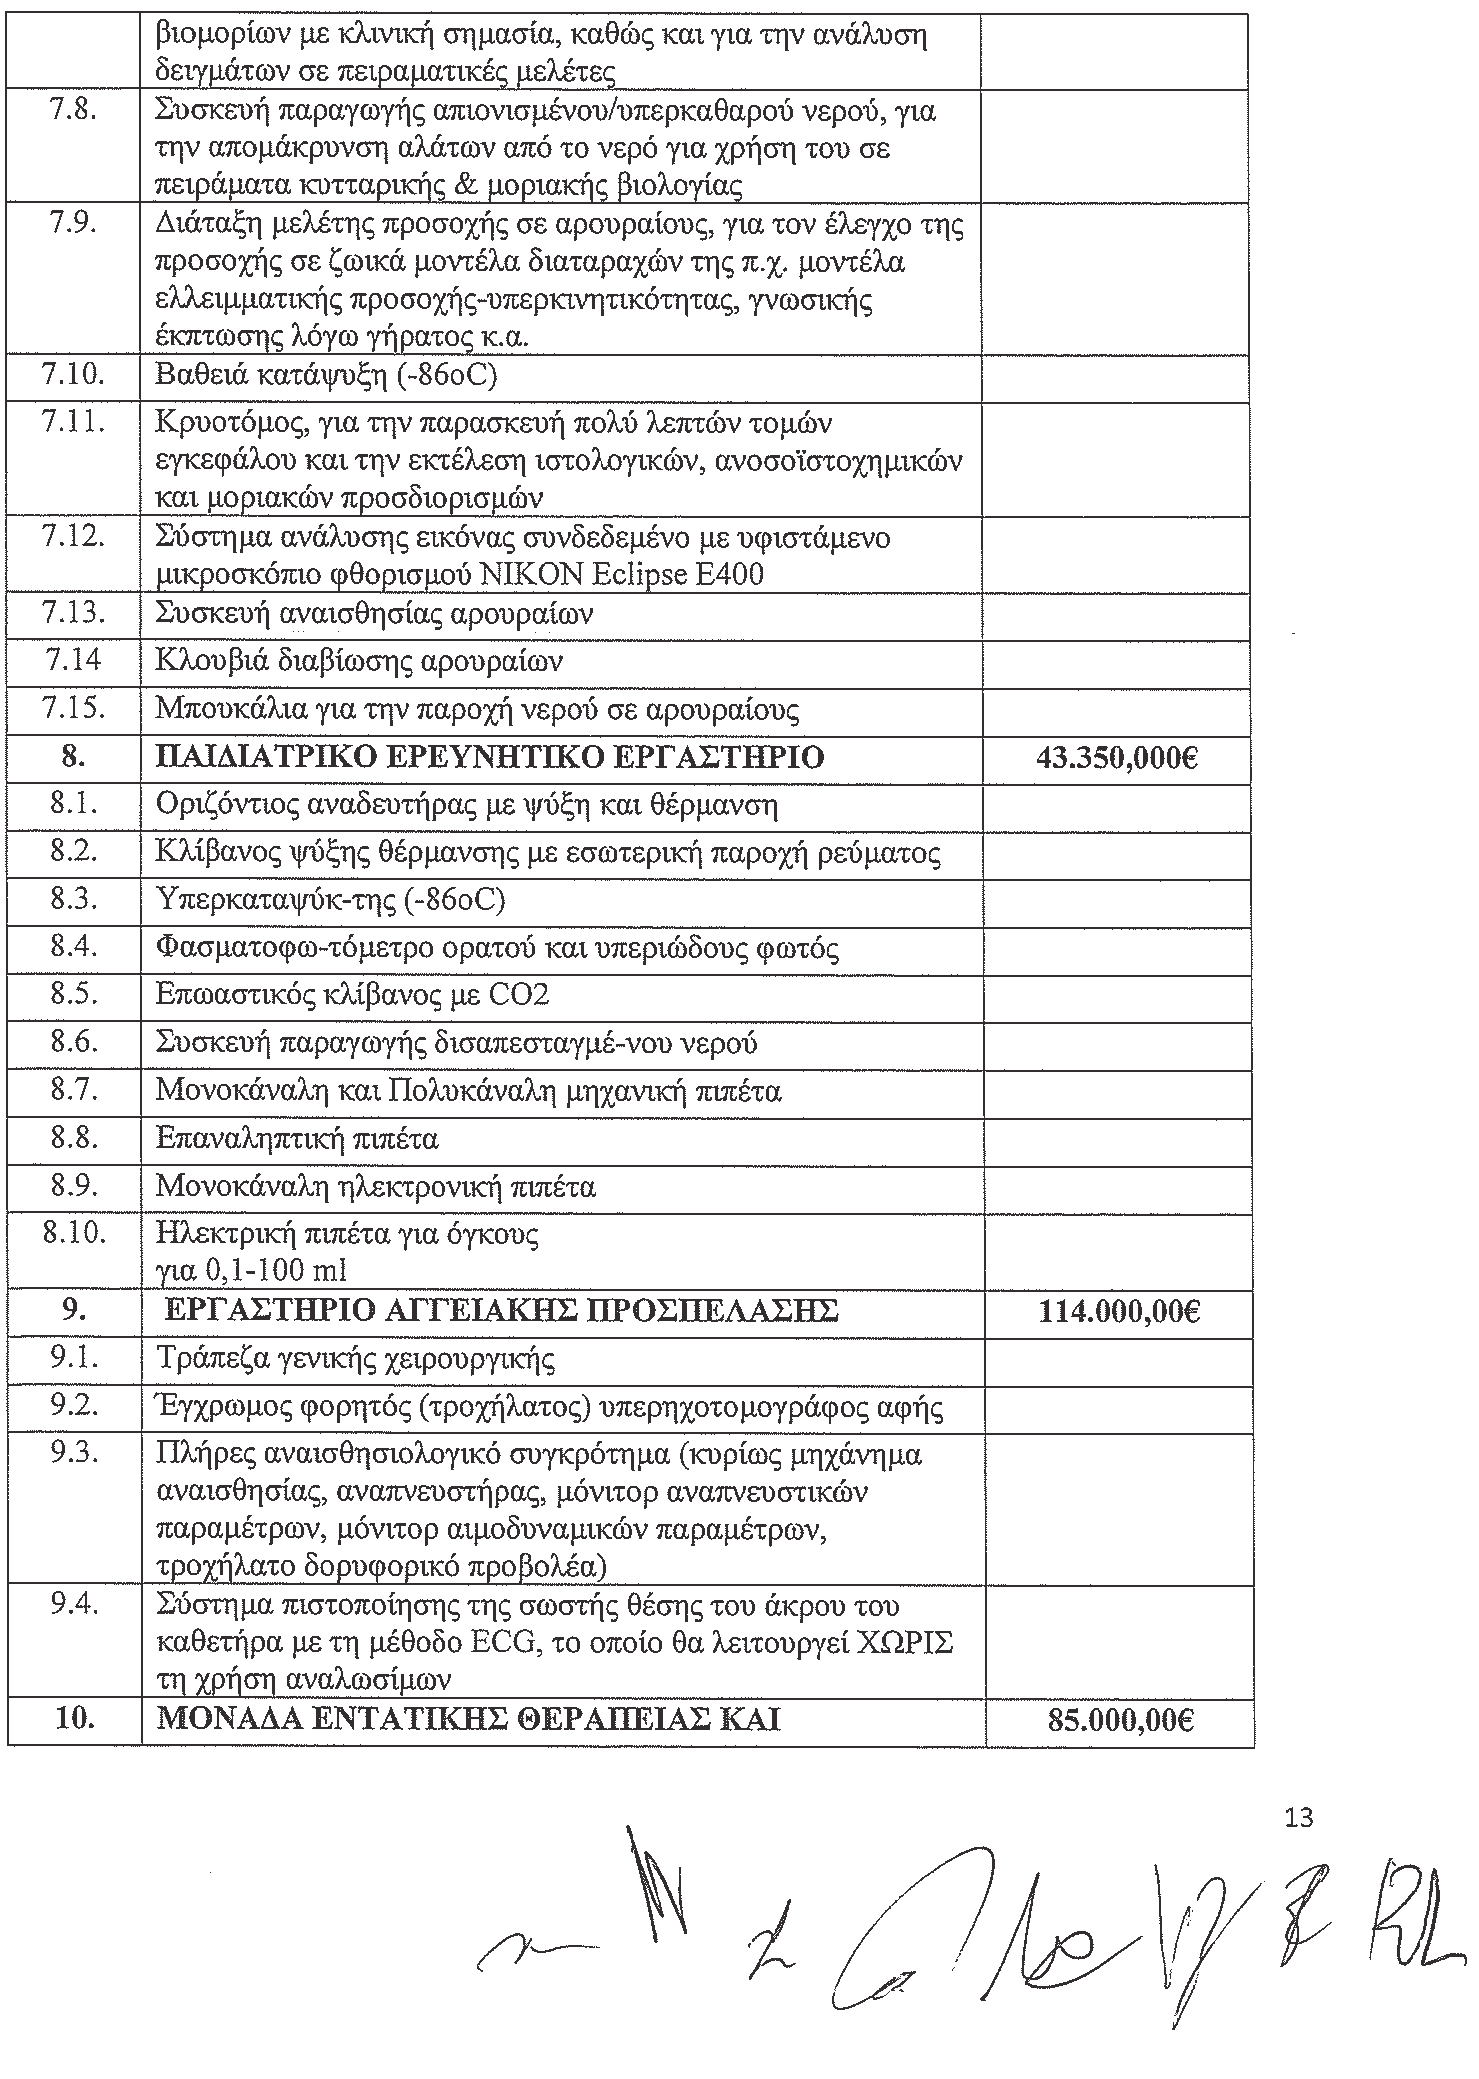 βιομορίων με κλινική σημασία, καθώς και για την ανάλυση
δειγμάτων σε πειραματικές μελέτες
7.8. Συσκευή παραγωγής απιονισμένου/υπερκαθαρού νερού, για
την απομάκρυνση αλάτων από το νερό για χρήση του σε
πειράματα κυτταρικής & μοριακής βιολογίας
7.9. Διάταξη μελέτης προσοχής σε αρουραίους, για τον έλεγχο της
προσοχής σε ζωικά μοντέλα διαταραχών της π.χ. μοντέλα
ελλειμματικής προσοχής-υπερκινητικότητας, γνωσικής
έκπτωσης λόγω γήρατος κ.α.
7.10. Βαθειά κατάψυξη (-86oC)
7.11. Κρυοτόμος, για την παρασκευή πολύ λεπτών τομών
εγκεφάλου και την εκτέλεση ιστολογικών, ανοσοϊστοχημικών
και μοριακών προσδιορισμών
7.12. Σύστημα ανάλυσης εικόνας συνδεδεμένο με υφιστάμενο
μικροσκόπιο φθορισμού NIKON Eclipse E400
7.13. Συσκευή αναισθησίας αρουραίων
7.14 Κλουβιά διαβίωσης αρουραίων
7.15. Μπουκάλια για την παροχή νερού σε αρουραίους
8. ΠΑΙΔΙΑΤΡΙΚΟ ΕΡΕΥΝΗΤΙΚΟ ΕΡΓΑΣΤΗΡΙΟ 43.350,000€
8.1. Οριζόντιος αναδευτήρας με ψύξη και θέρμανση
8.2. Κλίβανος ψύξης θέρμανσης με εσωτερική παροχή ρεύματος
8.3. Υπερκαταψύκ-της (-86oC)
8.4. Φασματοφω-τόμετρο ορατού και υπεριώδους φωτός
8.5. Επωαστικός κλίβανος με CO2
8.6. Συσκευή παραγωγής δισαπεσταγμέ-νου νερού
8.7. Μονοκάναλη και Πολυκάναλη μηχανική πιπέτα
8.8. Επαναληπτική πιπέτα
8.9. Μονοκάναλη ηλεκτρονική πιπέτα
8.10. Ηλεκτρική πιπέτα για όγκους
για 0,1-100 ml
9. ΕΡΓΑΣΤΗΡΙΟ ΑΓΓΕΙΑΚΗΣ ΠΡΟΣΠΕΛΑΣΗΣ 114.000,00€
9.1. Τράπεζα γενικής χειρουργικής
9.2. Έγχρωμος φορητός (τροχήλατος) υπερηχοτομογράφος αφής
9.3. Πλήρες αναισθησιολογικό συγκρότημα (κυρίως μηχάνημα
αναισθησίας, αναπνευστήρας, μόνιτορ αναπνευστικών
παραμέτρων, μόνιτορ αιμοδυναμικών παραμέτρων,
τροχήλατο δορυφορικό προβολέα)
9.4. Σύστημα πιστοποίησης της σωστής θέσης του άκρου του
καθετήρα με τη μέθοδο ECG, το οποίο θα λειτουργεί ΧΩΡΙΣ
τη χρήση αναλωσίμων
10. ΜΟΝΑΔΑ ΕΝΤΑΤΙΚΗΣ ΘΕΡΑΠΕΙΑΣ ΚΑΙ 85.000,00€
13